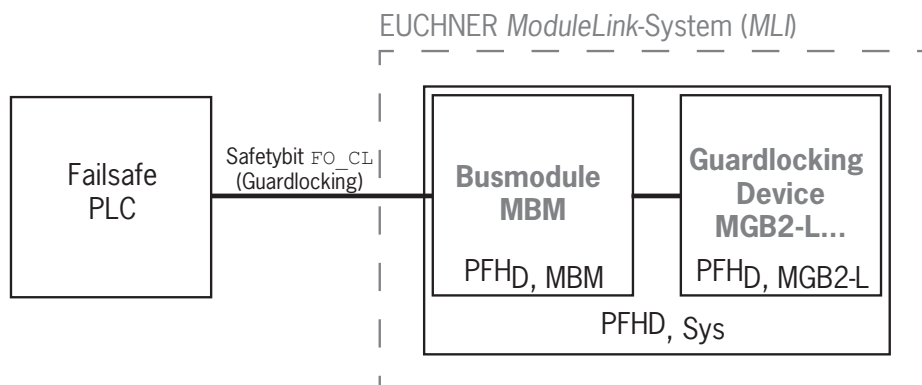 EUCHNER ModuleLink-System (MLI)
Failsafe
PLC
Safetybit FO_CL
(Guardlocking)
Busmodule
MBM
PFHD, MBM
Guardlocking
Device
MGB2-L...
PFHD, MGB2-L
PFHD, Sys